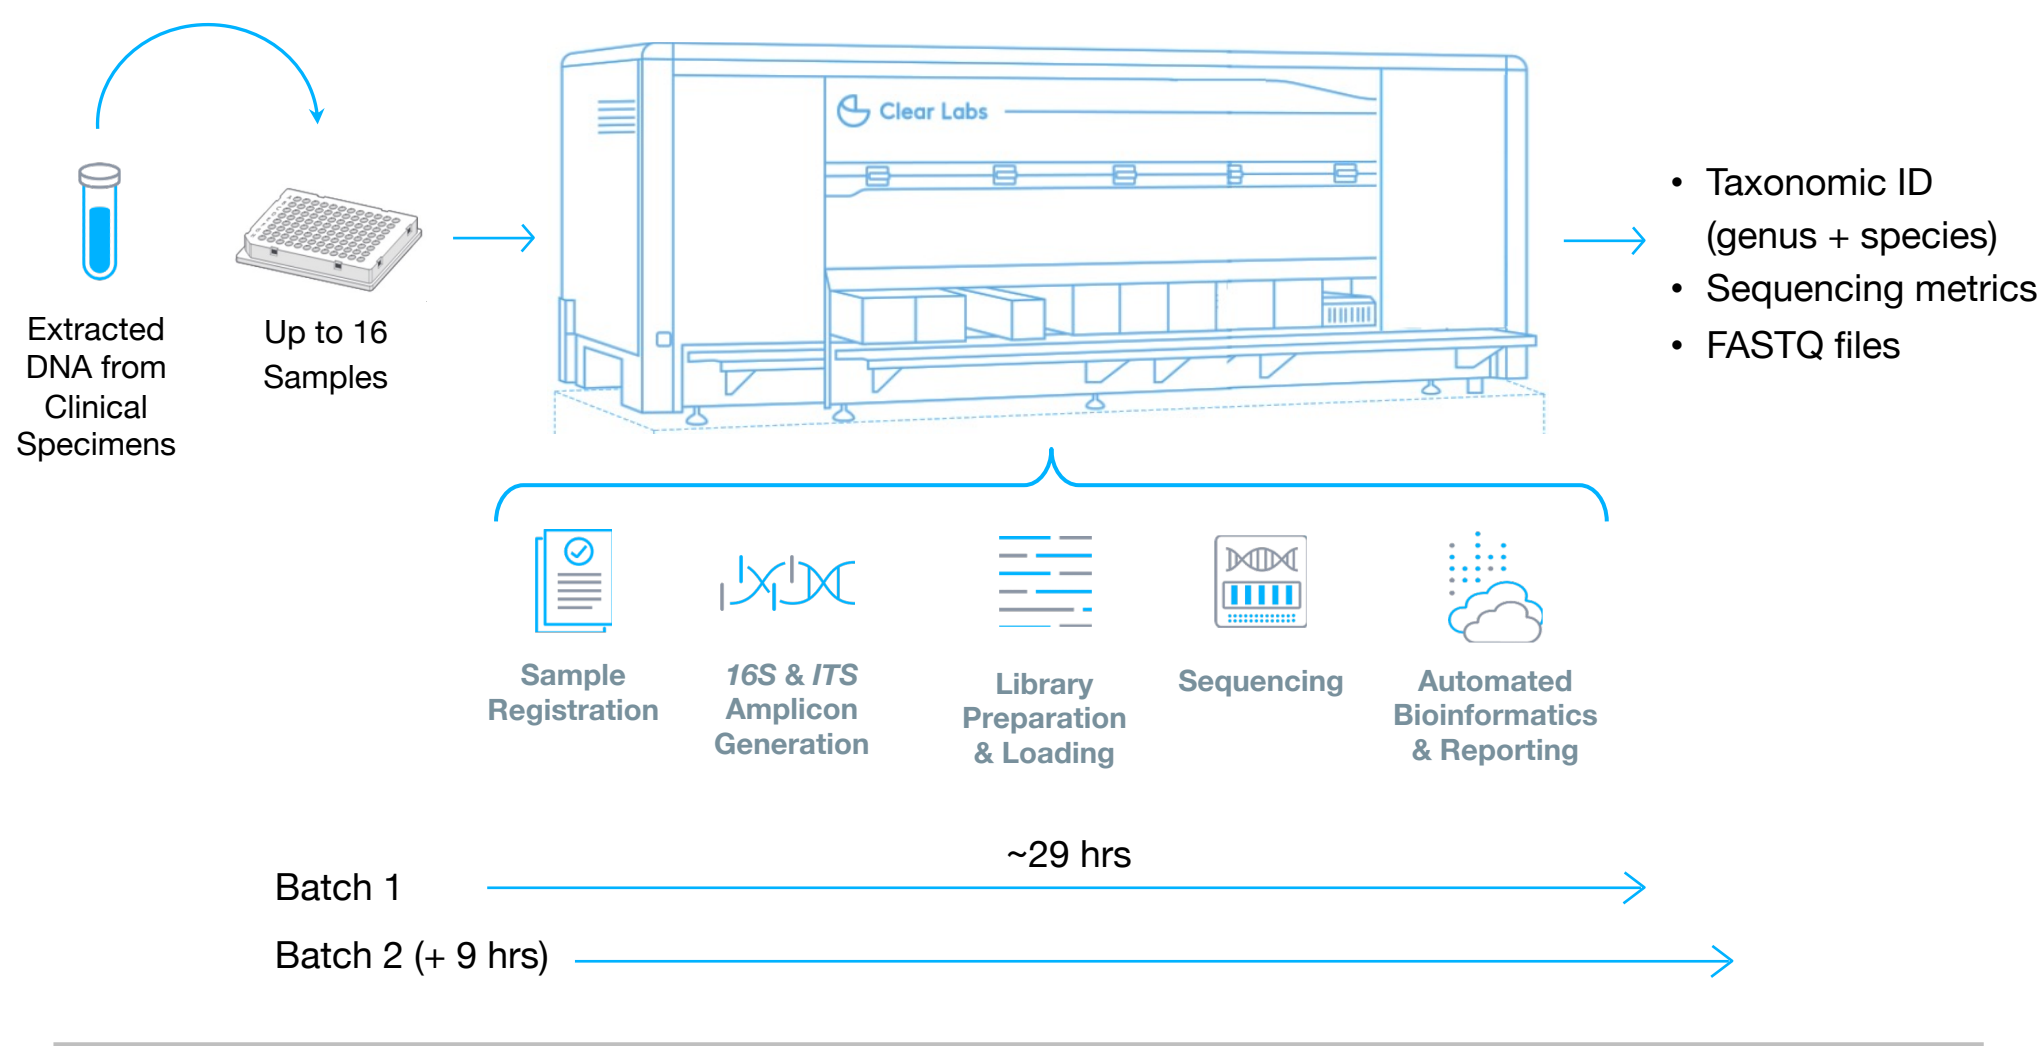 Clear Labs
Extracted
DNA from
Clinical
Specimens
Up to 16
Samples
• Taxonomic ID
(genus + species)
• Sequencing metrics
• FASTQ files
Sample
Registration
16S & ITS
Amplicon
Generation
Library
Preparation
& Loading
Sequencing
Automated
Bioinformatics
& Reporting
~29 hrs
Batch 1
Batch 2 (+ 9 hrs)